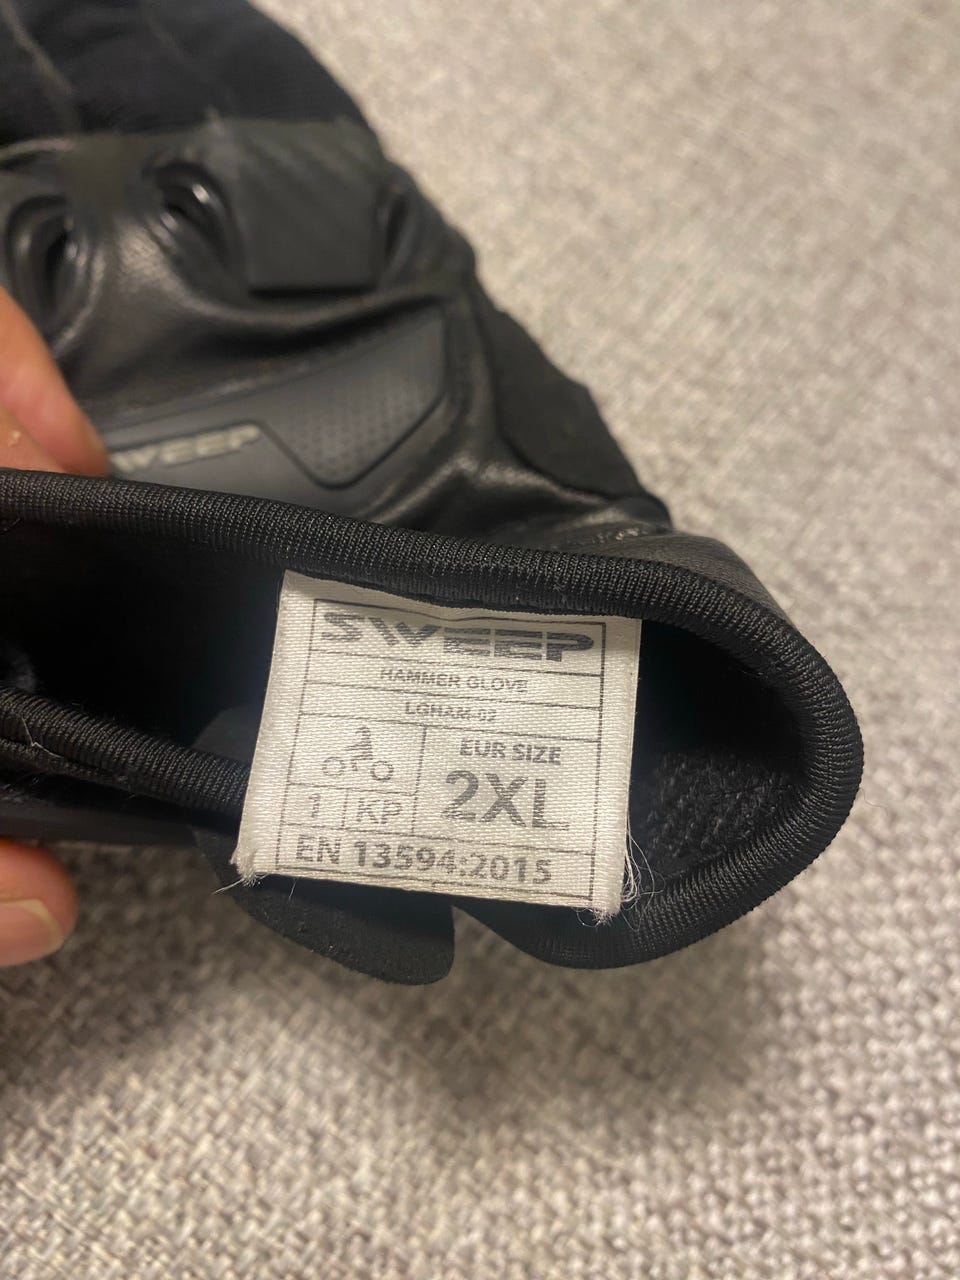 SWEEP
SWEEP
HAMMER GLOVE
LGHAM-02
EUR SIZE
2XL
1 KP
EN 13594:2015